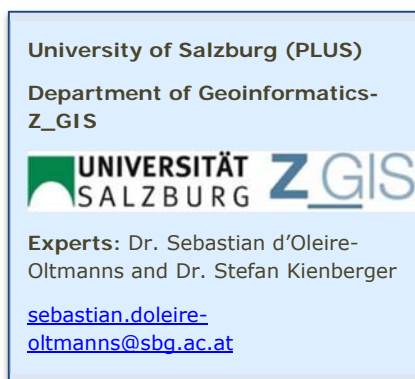 University of Salzburg (PLUS)
Department of Geoinformatics-
Z_GIS
UNIVERSITÄT
SALZBURG
Z_GIS
Experts: Dr. Sebastian d’Oleire-
Oltmanns and Dr. Stefan Kienberger
sebastian.doleire-
oltmanns@sbg.ac.at